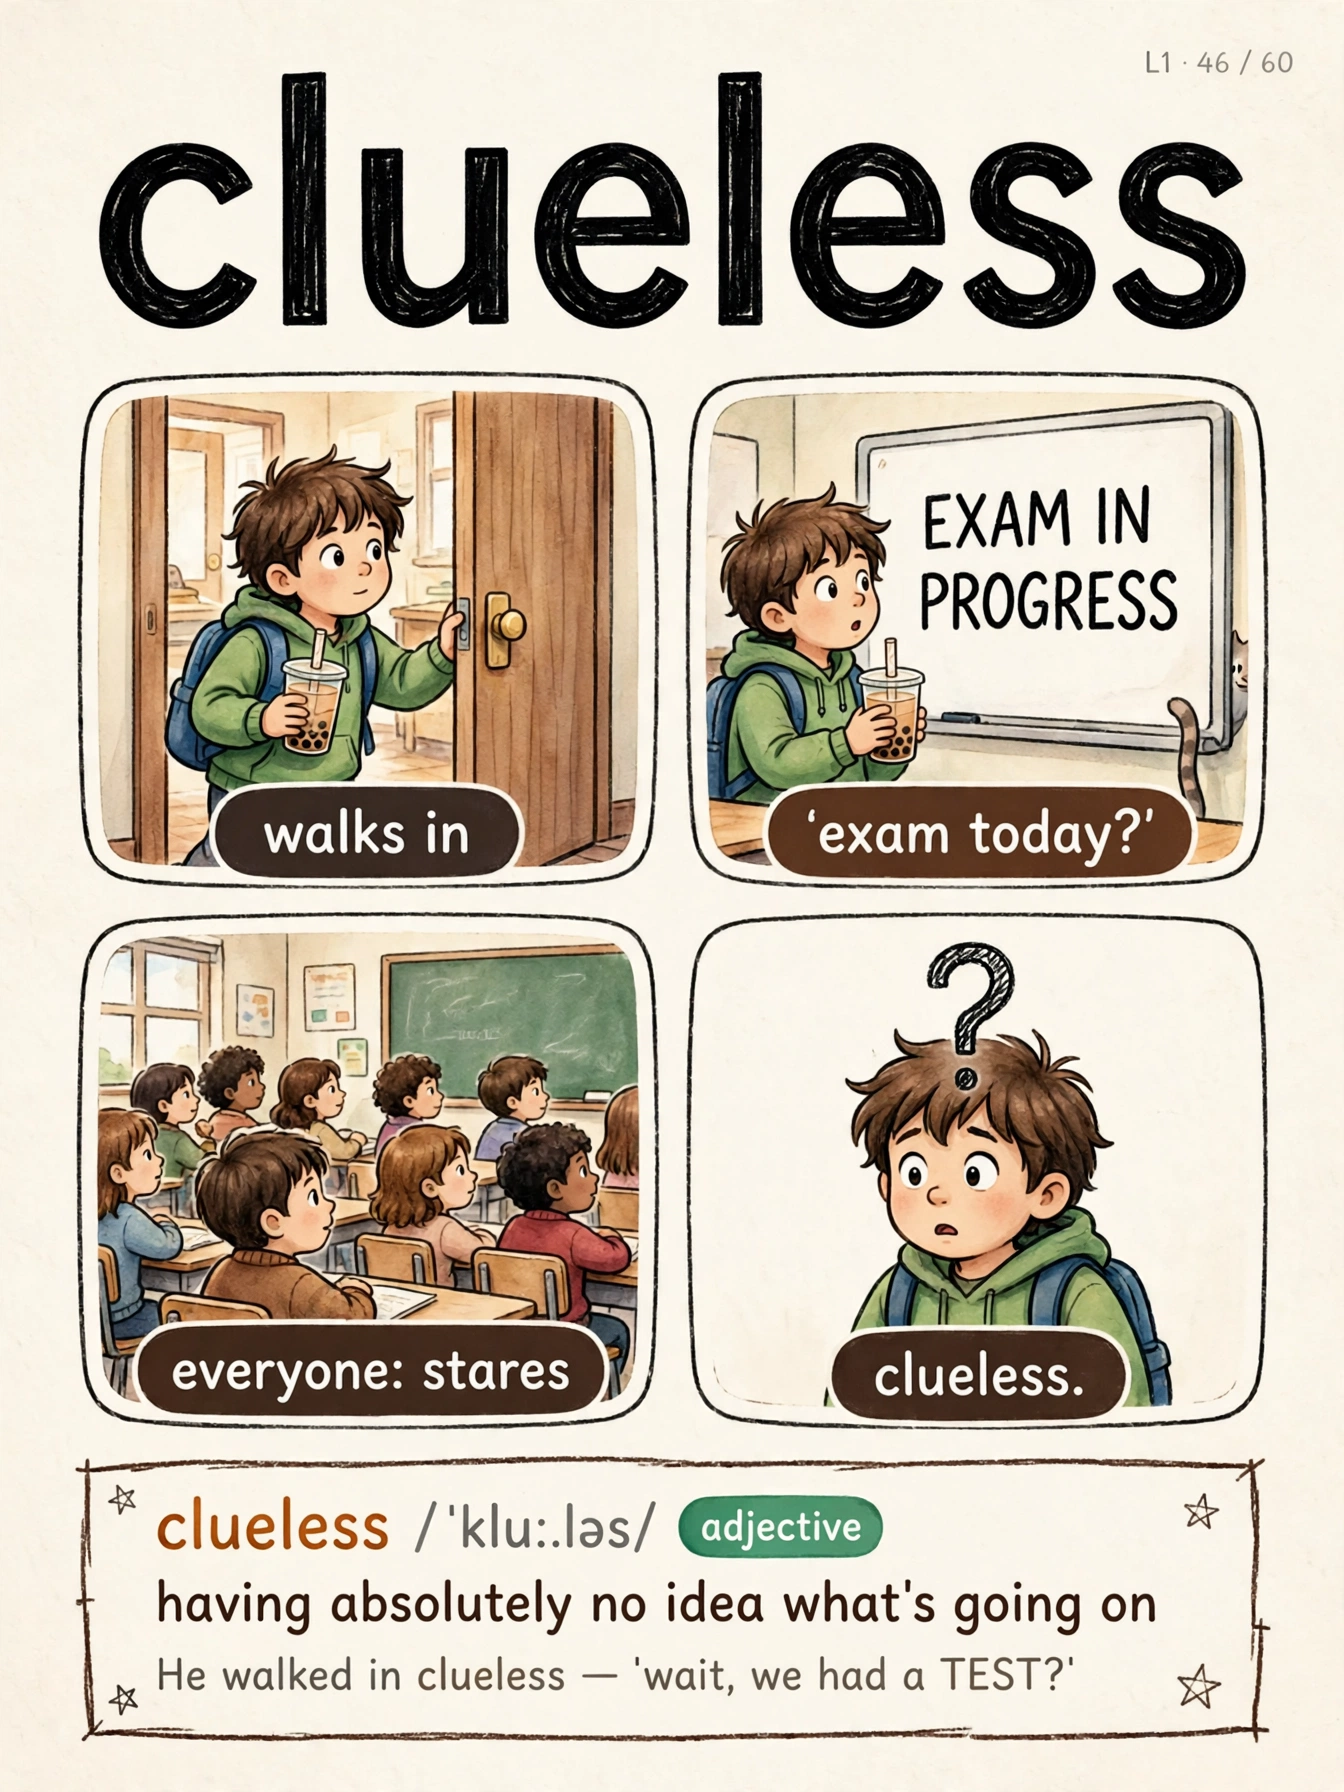 L1 · 46 / 60
clueless
walks in
EXAM IN
PROGRESS
'exam today?'
everyone: stares
?
clueless.
clueless /ˈkluː.ləs/ adjective
having absolutely no idea what's going on
He walked in clueless — 'wait, we had a TEST?'